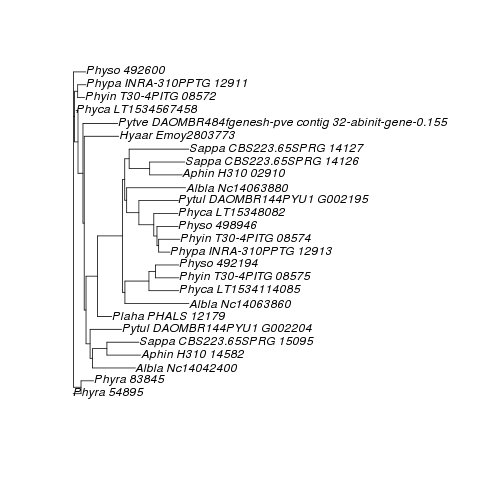 Physo 492600
Phypa INRA-310PPTG 12911
Phyin T30-4PITG 08572
Phyca LT1534567458
Pytve DAOMBR484fgenesh-pve contig 32-abinit-gene-0.155
Hyaar Emoy2803773
Sappa CBS223.65SPRG 14127
Sappa CBS223.65SPRG 14126
Aphin H310 02910
Albla Nc14063880
Pytul DAOMBR144PYU1 G002195
Phyca LT15348082
Physo 498946
Phyin T30-4PITG 08574
Phypa INRA-310PPTG 12913
Physo 492194
Phyin T30-4PITG 08575
Phyca LT1534114085
Albla Nc14063860
Plaha PHALS 12179
Pytul DAOMBR144PYU1 G002204
Sappa CBS223.65SPRG 15095
Aphin H310 14582
Albla Nc14042400
Phyra 83845
Phyra 54895